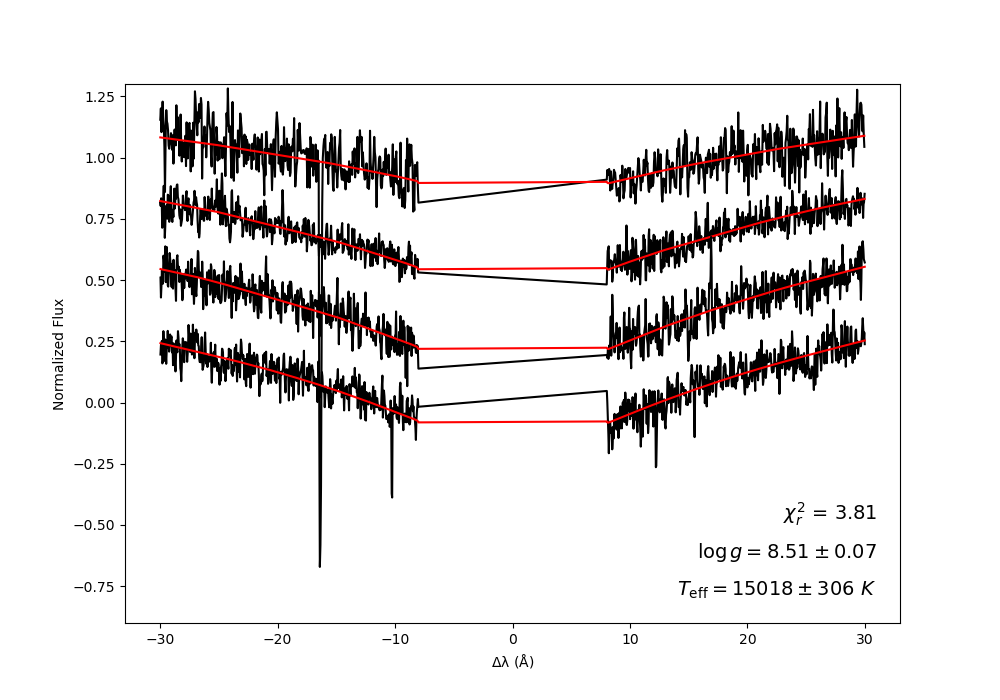 1.25
1.00
0.75
0.50
0.25
0.00
−0.25
−0.50
−0.75
Normalized Flux
χ²ᵣ = 3.81
log g = 8.51 ± 0.07
T_eff = 15018 ± 306 K
−30 −20 −10 0 10 20 30
Δλ (Å)